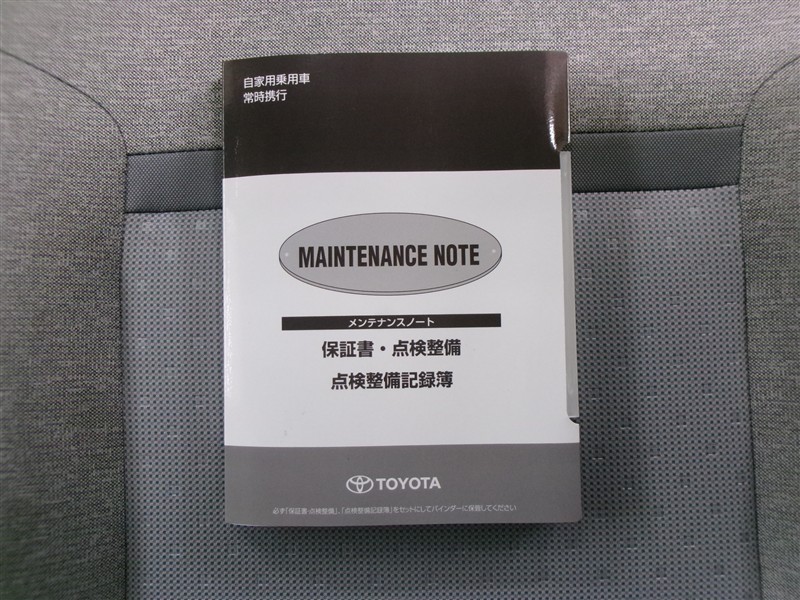 自家用乗用車
常時携行
MAINTENANCE NOTE
メンテナンスノート
保証書・点検整備
点検整備記録簿
TOYOTA
必ず「保証書・点検整備」、「点検整備記録簿」をセットにしてバインダーに保管してください